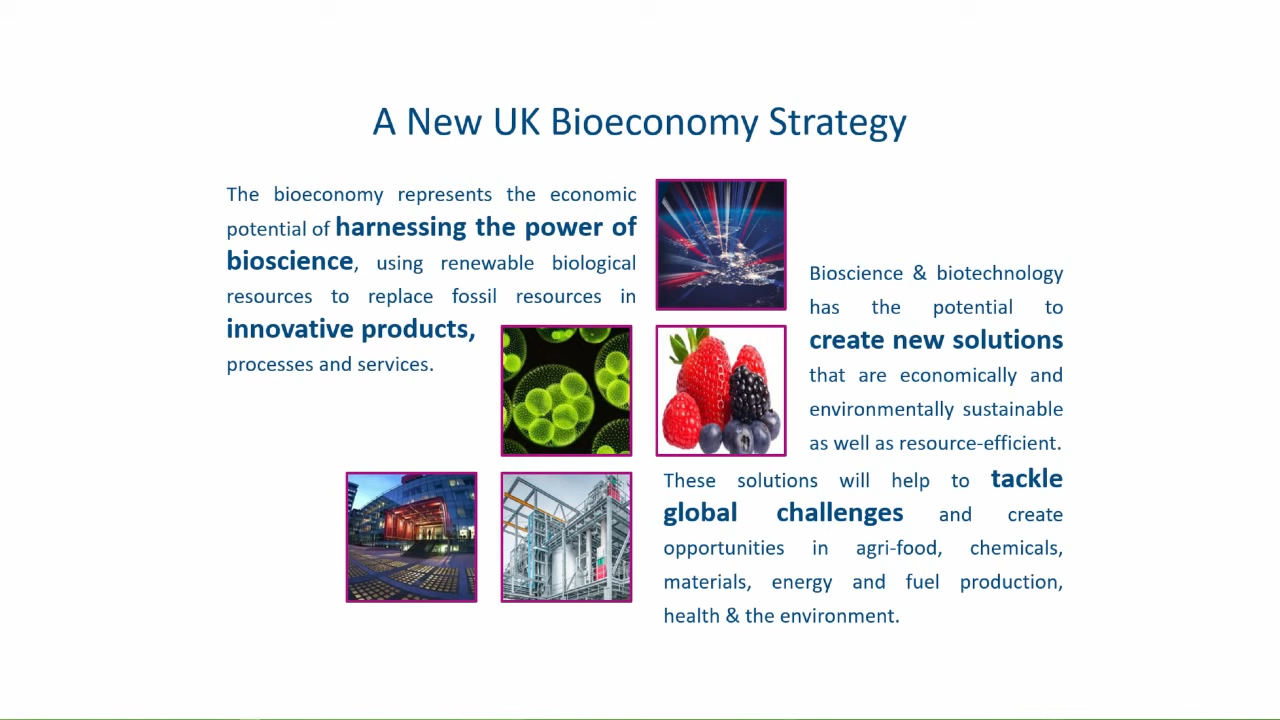 A New UK Bioeconomy Strategy
The bioeconomy represents the economic
potential of harnessing the power of
bioscience, using renewable biological
resources to replace fossil resources in
innovative products,
processes and services.
Bioscience & biotechnology
has the potential to
create new solutions
that are economically and
environmentally sustainable
as well as resource-efficient.
These solutions will help to tackle
global challenges and create
opportunities in agri-food, chemicals,
materials, energy and fuel production,
health & the environment.